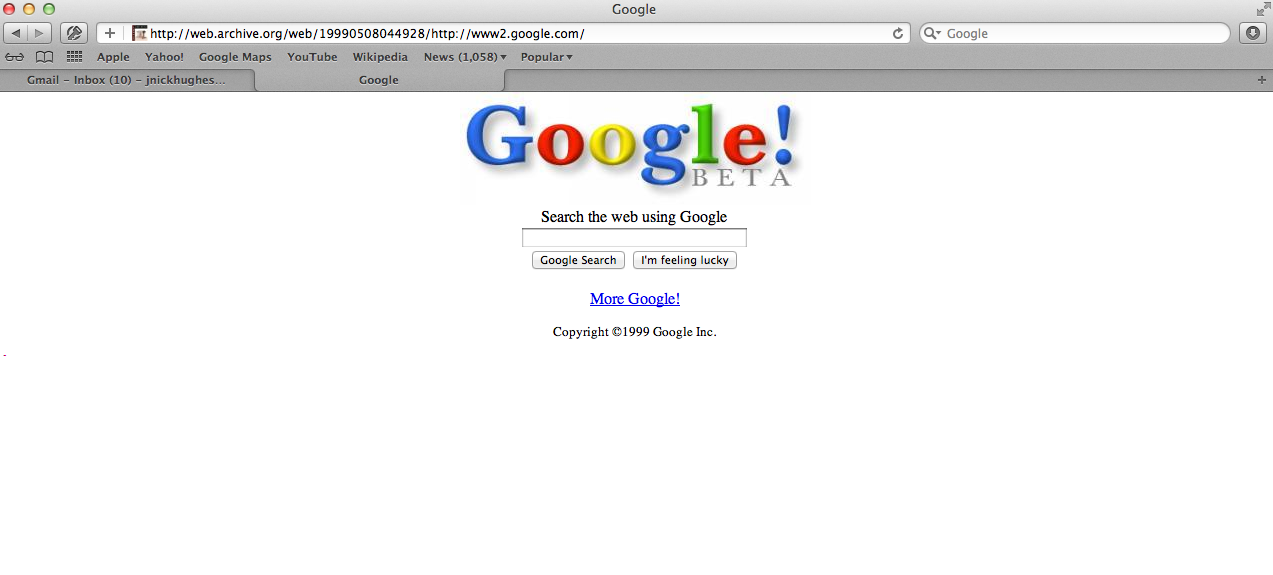 Google
http://web.archive.org/web/19990508044928/http://www2.google.com/
Google
Apple Yahoo! Google Maps YouTube Wikipedia News (1,058) Popular
Gmail – Inbox (10) – jnickhughes... Google
Google!
BETA
Search the web using Google
Google Search I'm feeling lucky
More Google!
Copyright ©1999 Google Inc.